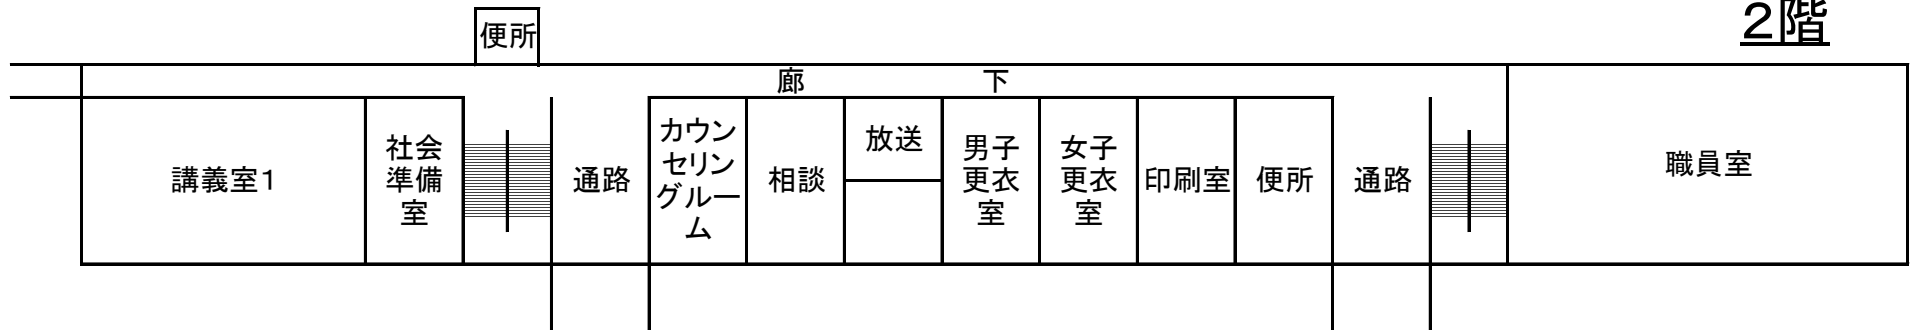 ２階
便所
廊　下
講義室１
社会
準備
室
通路
カウン
セリン
グルー
ム
相談
放送
男子
更衣
室
女子
更衣
室
印刷室
便所
通路
職員室